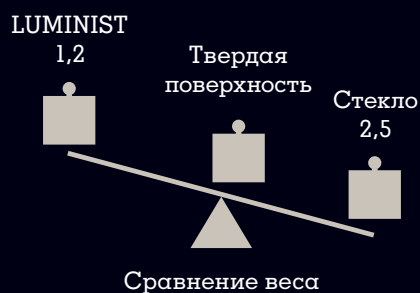 LUMINIST
1,2
Твердая
поверхность
Стекло
2,5
Сравнение веса